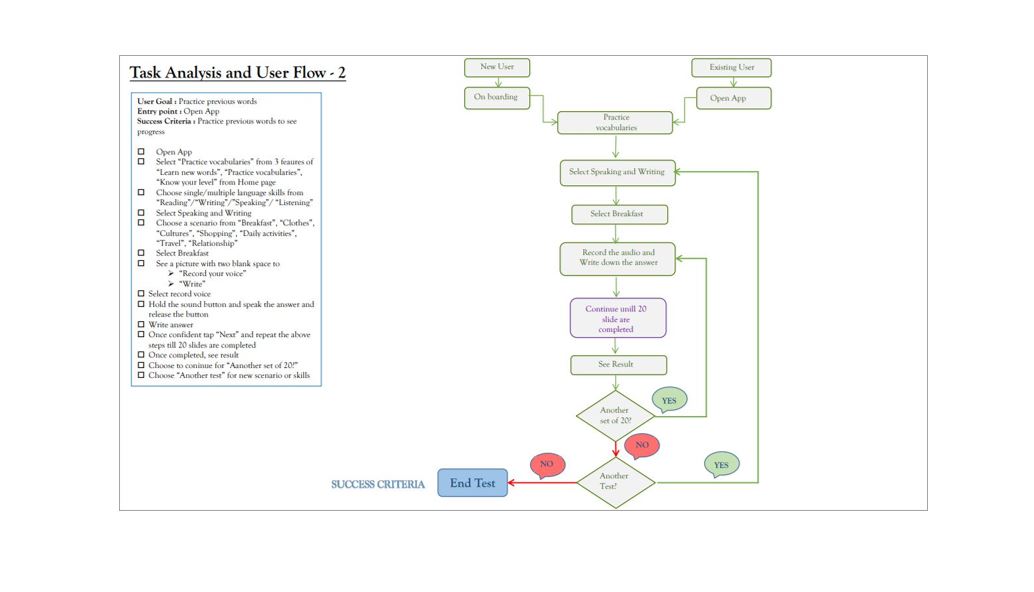 Task Analysis and User Flow - 2
User Goal : Practice previous words
Entry point : Open App
Success Criteria : Practice previous words to see
progress
Open App
Select “Practice vocabularies” from 3 feaures of
“Learn new words”, “Practice vocabularies”,
“Know your level” from Home page
Choose single/multiple language skills from
“Reading”/“Writing”/“Speaking”/ “Listening”
Select Speaking and Writing
Choose a scenario from “Breakfast”, “Clothes”,
“Cultures”, “Shopping”, “Daily activities”,
“Travel”, “Relationship”
Select Breakfast
See a picture with two blank space to
“Record your voice”
“Write”
Select record voice
Hold the sound button and speak the answer and
release the button
Write answer
Once confident tap “Next” and repeat the above
steps till 20 slides are completed
Once completed, see result
Choose to continue for “Aanother set of 20?”
Choose “Another test” for new scenario or skills
New User
Existing User
On boarding
Open App
Practice
vocabularies
Select Speaking and Writing
Select Breakfast
Record the audio and
Write down the answer
Continue unill 20
slide are
completed
See Result
Another
set of 20?
YES
NO
Another
Test?
YES
NO
End Test
SUCCESS CRITERIA